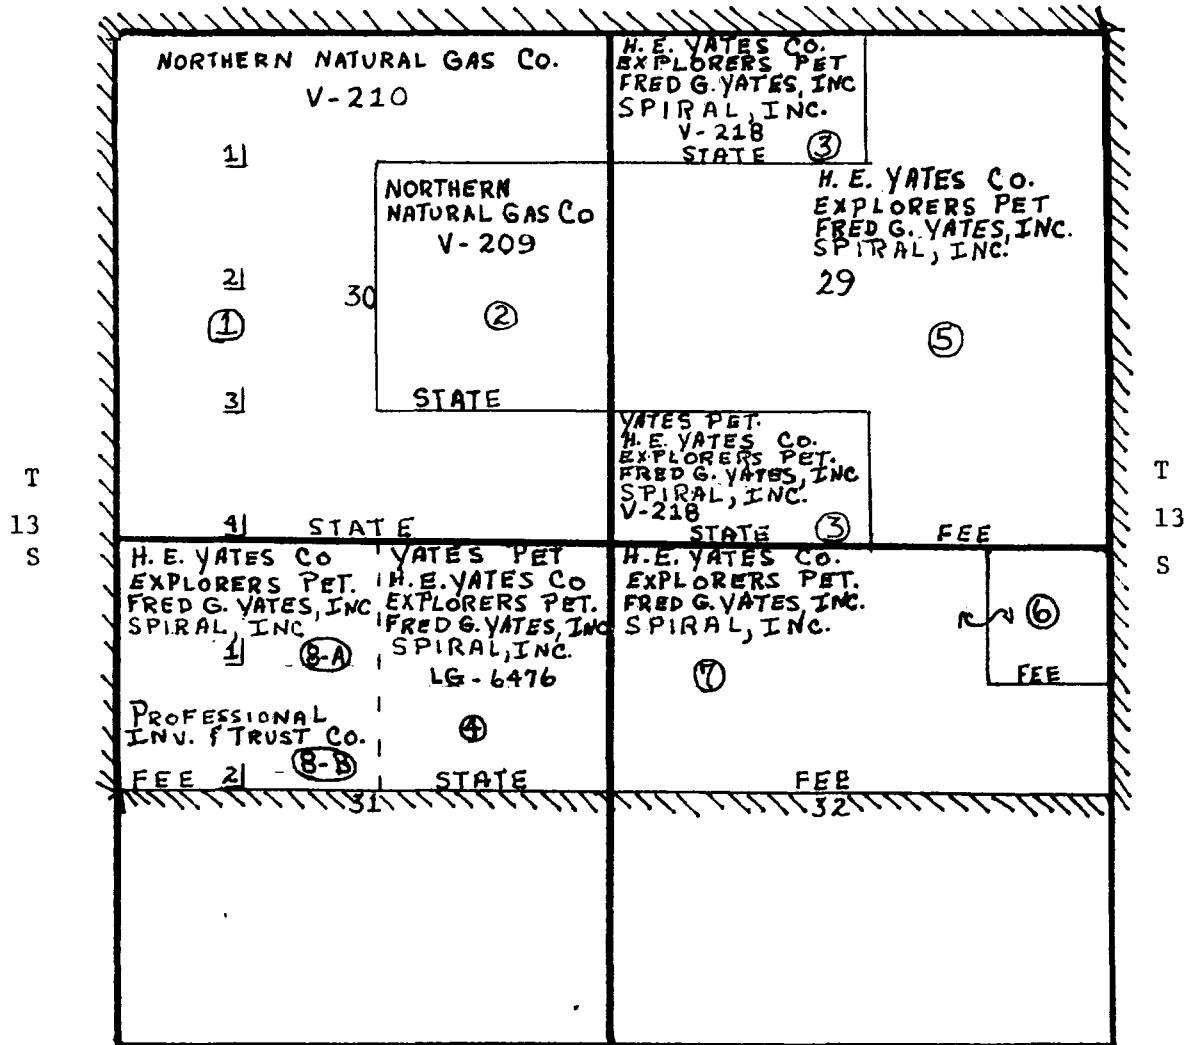 NORTHERN NATURAL GAS CO.
V-210
1
2
30
1
3
4
STATE
NORTHERN
NATURAL GAS CO
V-209
2
STATE
H. E. YATES CO.
EXPLORERS PET
FRED G. YATES, INC
SPIRAL, INC.
V-218
STATE 3
H. E. YATES CO.
EXPLORERS PET
FRED G. YATES, INC.
SPIRAL, INC.
29
5
YATES PET.
H. E. YATES CO.
EXPLORERS PET.
FRED G. YATES, INC
SPIRAL, INC.
V-218
STATE 3
FEE
T
13
S
T
13
S
H. E. YATES CO
EXPLORERS PET.
FRED G. YATES, INC
SPIRAL, INC
1
8-A
PROFESSIONAL
INV. & TRUST CO.
8-B
FEE 2
YATES PET
H.E. YATES CO
EXPLORERS PET.
FRED G. YATES, INC
SPIRAL, INC.
LG-6476
4
STATE
31
H. E. YATES CO.
EXPLORERS PET.
FRED G. YATES, INC.
SPIRAL, INC.
7
FEE
6
FEE
32